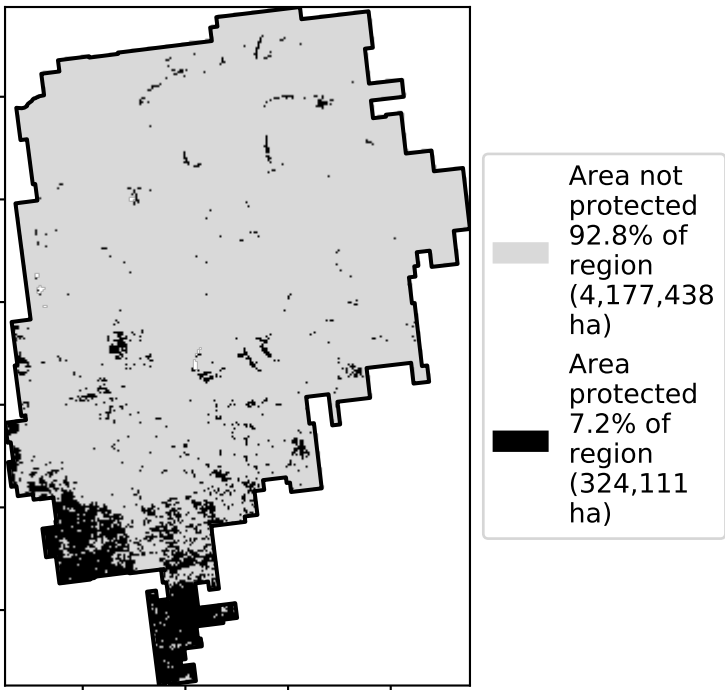 Area not
protected
92.8% of
region
(4,177,438
ha)
Area
protected
7.2% of
region
(324,111
ha)